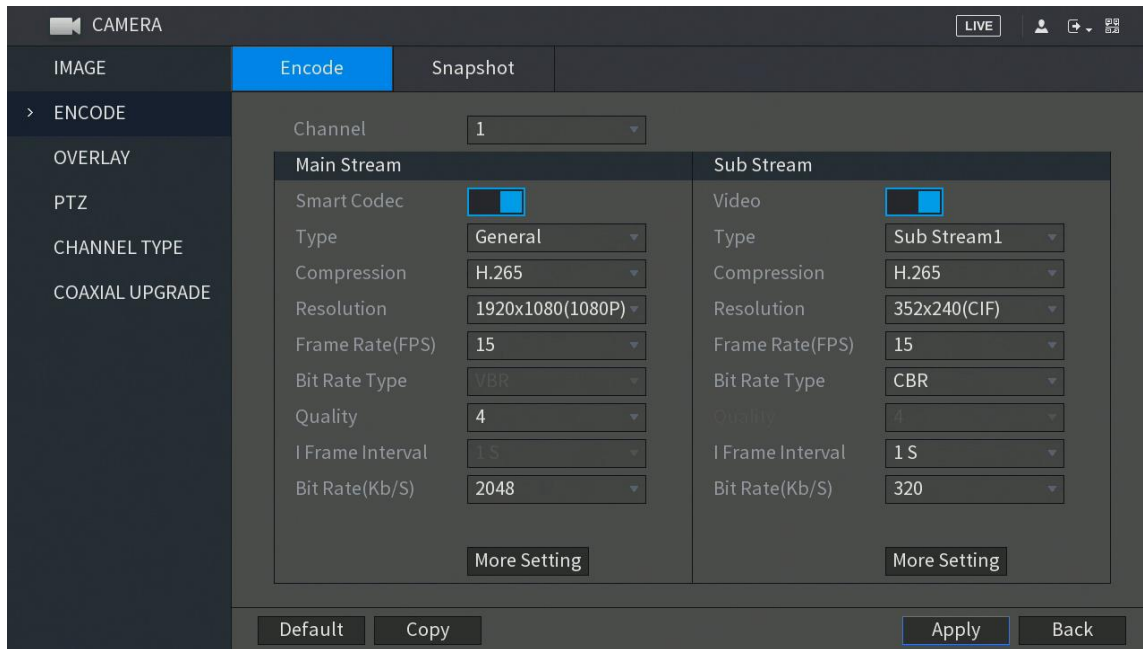 CAMERA
LIVE
IMAGE
Encode
Snapshot
> ENCODE
Channel
1
OVERLAY
Main Stream
Sub Stream
PTZ
Smart Codec
Video
CHANNEL TYPE
Type
General
Type
Sub Stream1
COAXIAL UPGRADE
Compression
H.265
Compression
H.265
Resolution
1920x1080(1080P)
Resolution
352x240(CIF)
Frame Rate(FPS)
15
Frame Rate(FPS)
15
Bit Rate Type
VBR
Bit Rate Type
CBR
Quality
4
Quality
4
I Frame Interval
1 S
I Frame Interval
1 S
Bit Rate(Kb/S)
2048
Bit Rate(Kb/S)
320
More Setting
More Setting
Default
Copy
Apply
Back